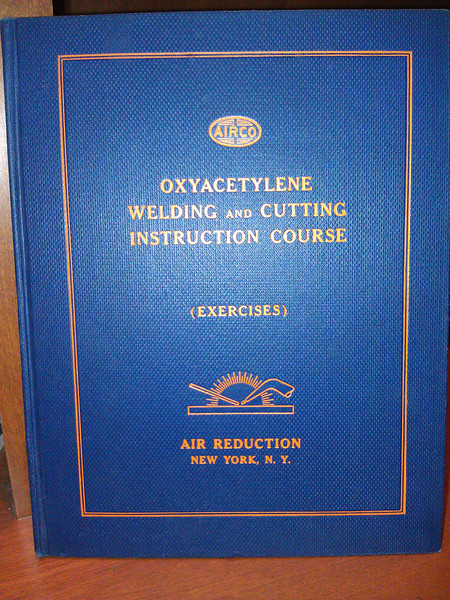 AIRCO
OXYACETYLENE
WELDING AND CUTTING
INSTRUCTION COURSE
(EXERCISES)
AIR REDUCTION
NEW YORK, N. Y.